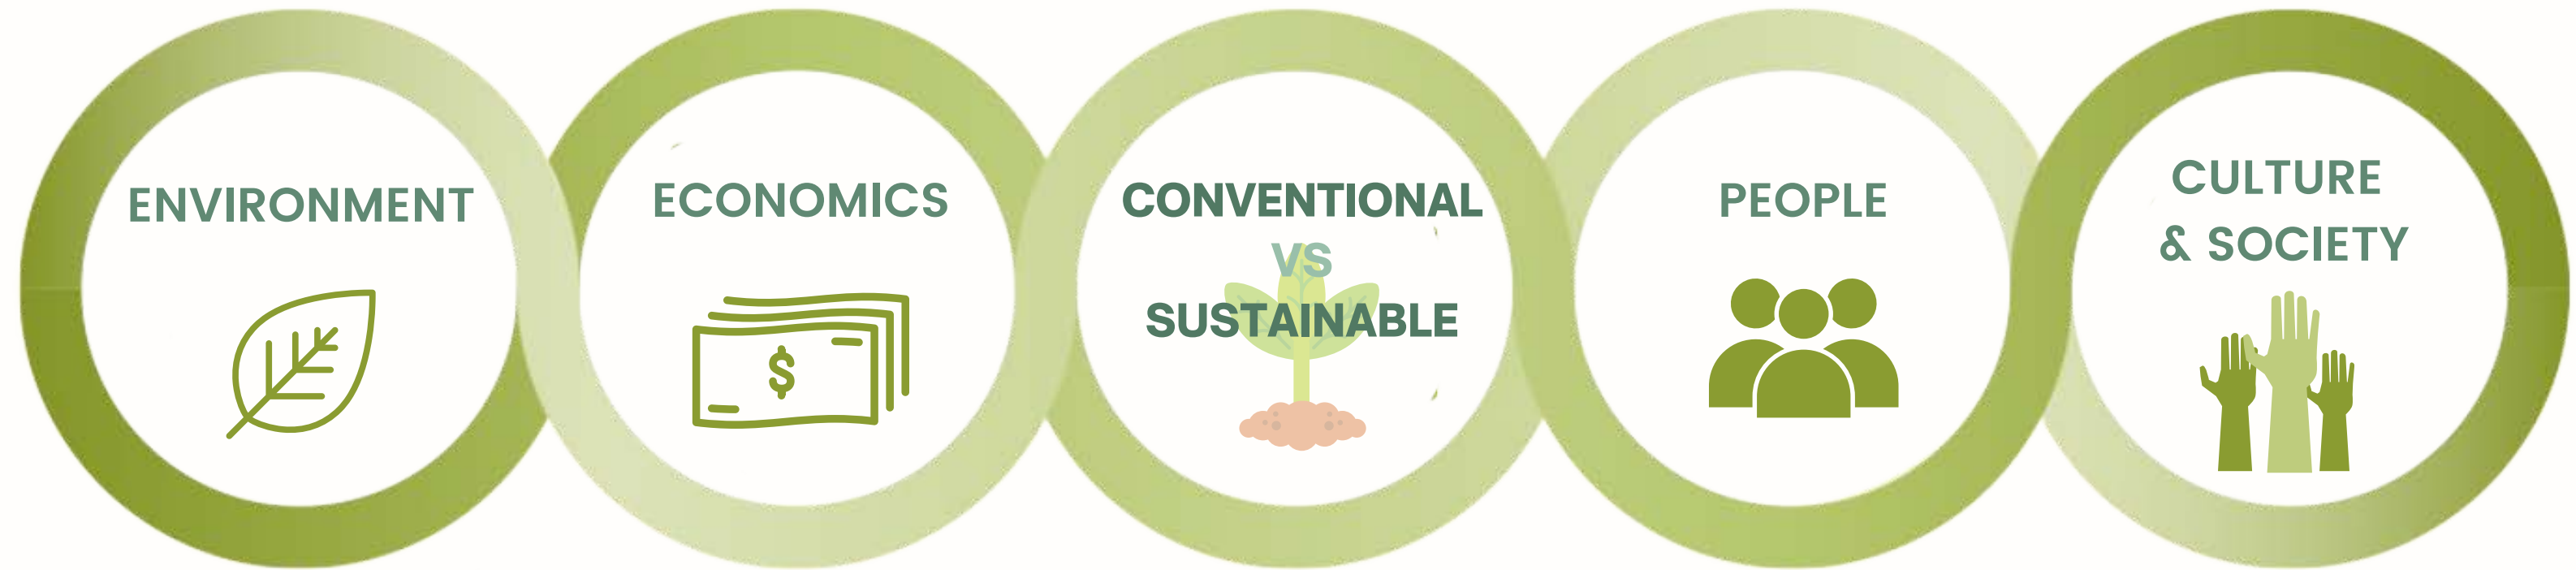 ENVIRONMENT
ECONOMICS
$
CONVENTIONAL
VS
SUSTAINABLE
PEOPLE
CULTURE
& SOCIETY